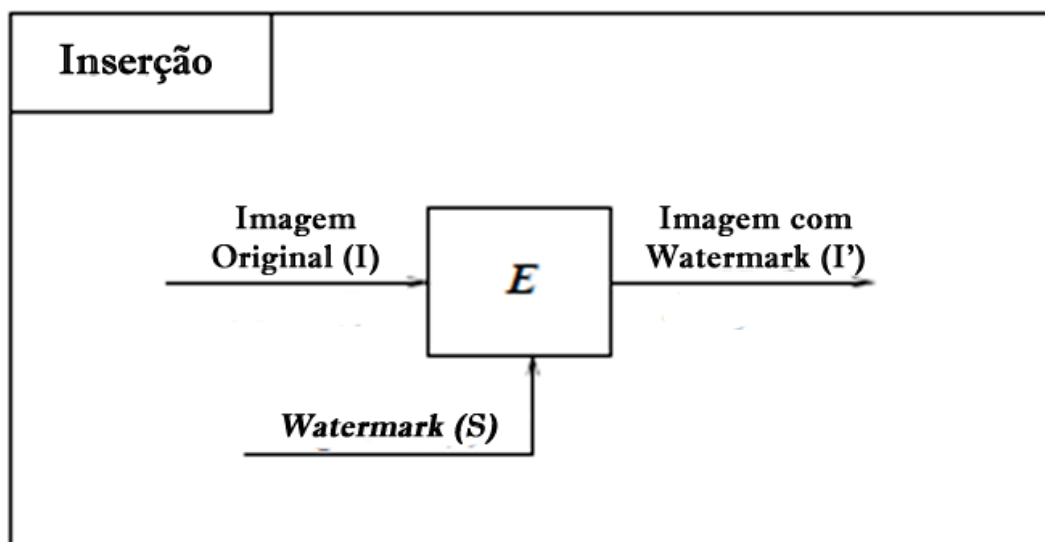 Inserção
Imagem
Original (I)
E
Imagem com
Watermark (I’)
Watermark (S)